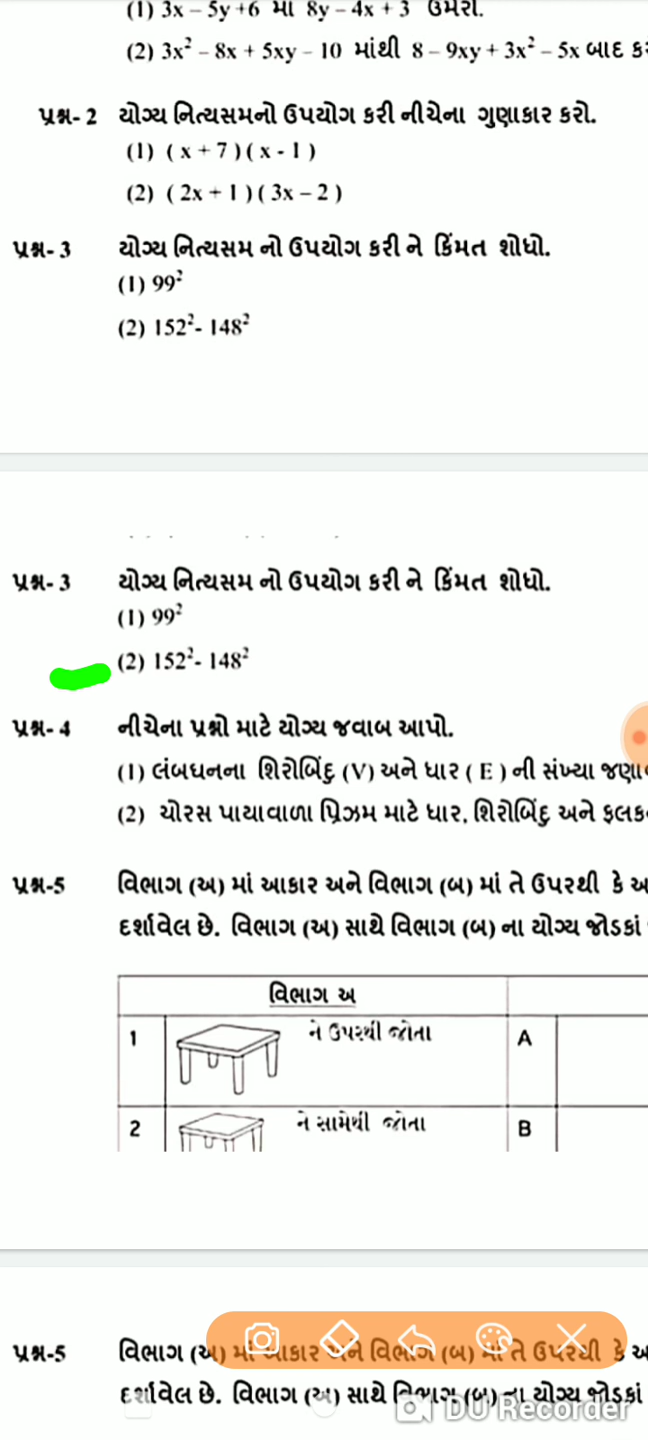 (1) 3x – 5y +6 માં 8y – 4x + 3 ઉમેરો.
(2) 3x² – 8x + 5xy – 10 માંથી 8 – 9xy + 3x² – 5x બાદ
પ્રશ્ન- 2 યોગ્ય નિત્યસમનો ઉપયોગ કરી નીચેના ગુણાકાર કરો.
(1) ( x + 7 ) ( x - 1 )
(2) ( 2x + 1 ) ( 3x – 2 )
પ્રશ્ન- 3 યોગ્ય નિત્યસમ નો ઉપયોગ કરી ને કિંમત શોધો.
(1) 99²
(2) 152²- 148²
પ્રશ્ન- 3 યોગ્ય નિત્યસમ નો ઉપયોગ કરી ને કિંમત શોધો.
(1) 99²
(2) 152²- 148²
પ્રશ્ન- 4 નીચેના પ્રશ્નો માટે યોગ્ય જવાબ આપો.
(1) લંબઘનના શિરોબિંદુ (V) અને ધાર ( E ) ની સંખ્યા
(2) ચોરસ પાયાવાળા પ્રિઝમ માટે ધાર, શિરોબિંદુ અને
પ્રશ્ન-5 વિભાગ (અ) માં આકાર અને વિભાગ (બ) માં તે ઉપરથી કે
દર્શાવેલ છે. વિભાગ (અ) સાથે વિભાગ (બ) ના યોગ્ય જોડકાં
વિભાગ અ
1 ને ઉપરથી જોતા A
2 ને સામેથી જોતા B
પ્રશ્ન-5 વિભાગ (અ) માં આકાર અને વિભાગ (બ) માં તે ઉપરથી કે
દર્શાવેલ છે. વિભાગ (અ) સાથે વિભાગ (બ) ના યોગ્ય જોડકાં
DU Recorder